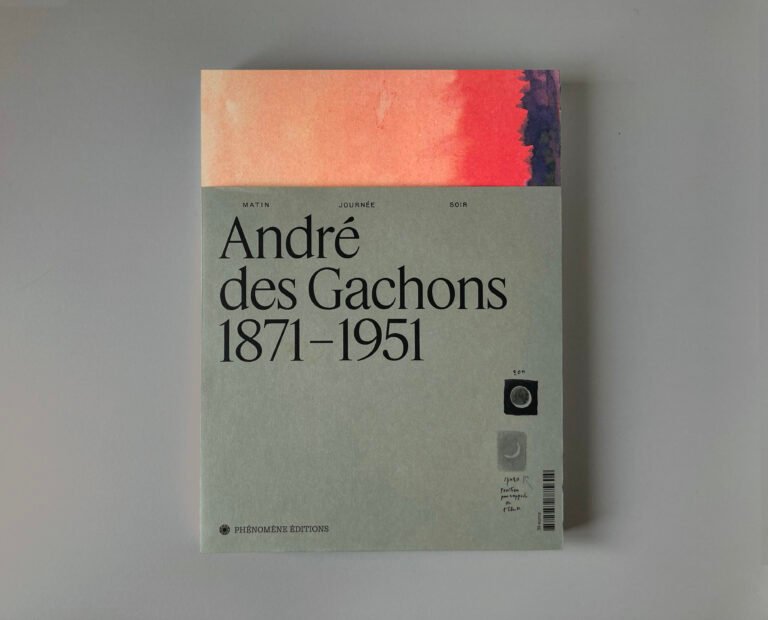 MATIN JOURNÉE SOIR
André
des Gachons
1871–1951
PHÉNOMÈNE ÉDITIONS